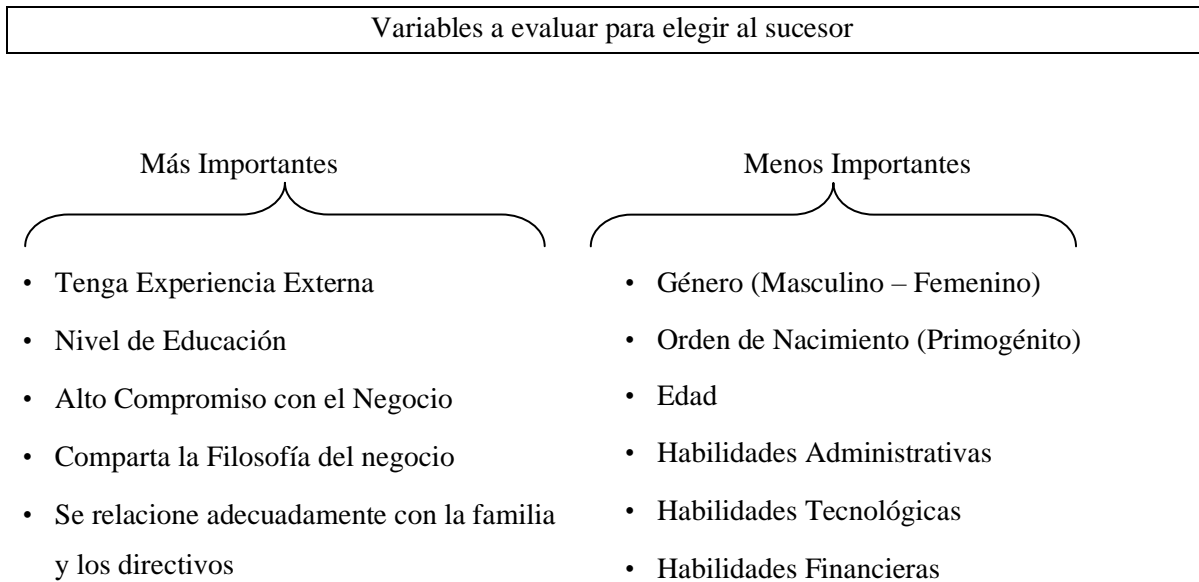 Variables a evaluar para elegir al sucesor
Más Importantes
• Tenga Experiencia Externa
• Nivel de Educación
• Alto Compromiso con el Negocio
• Comparta la Filosofía del negocio
• Se relacione adecuadamente con la familia
y los directivos
Menos Importantes
• Género (Masculino – Femenino)
• Orden de Nacimiento (Primogénito)
• Edad
• Habilidades Administrativas
• Habilidades Tecnológicas
• Habilidades Financieras